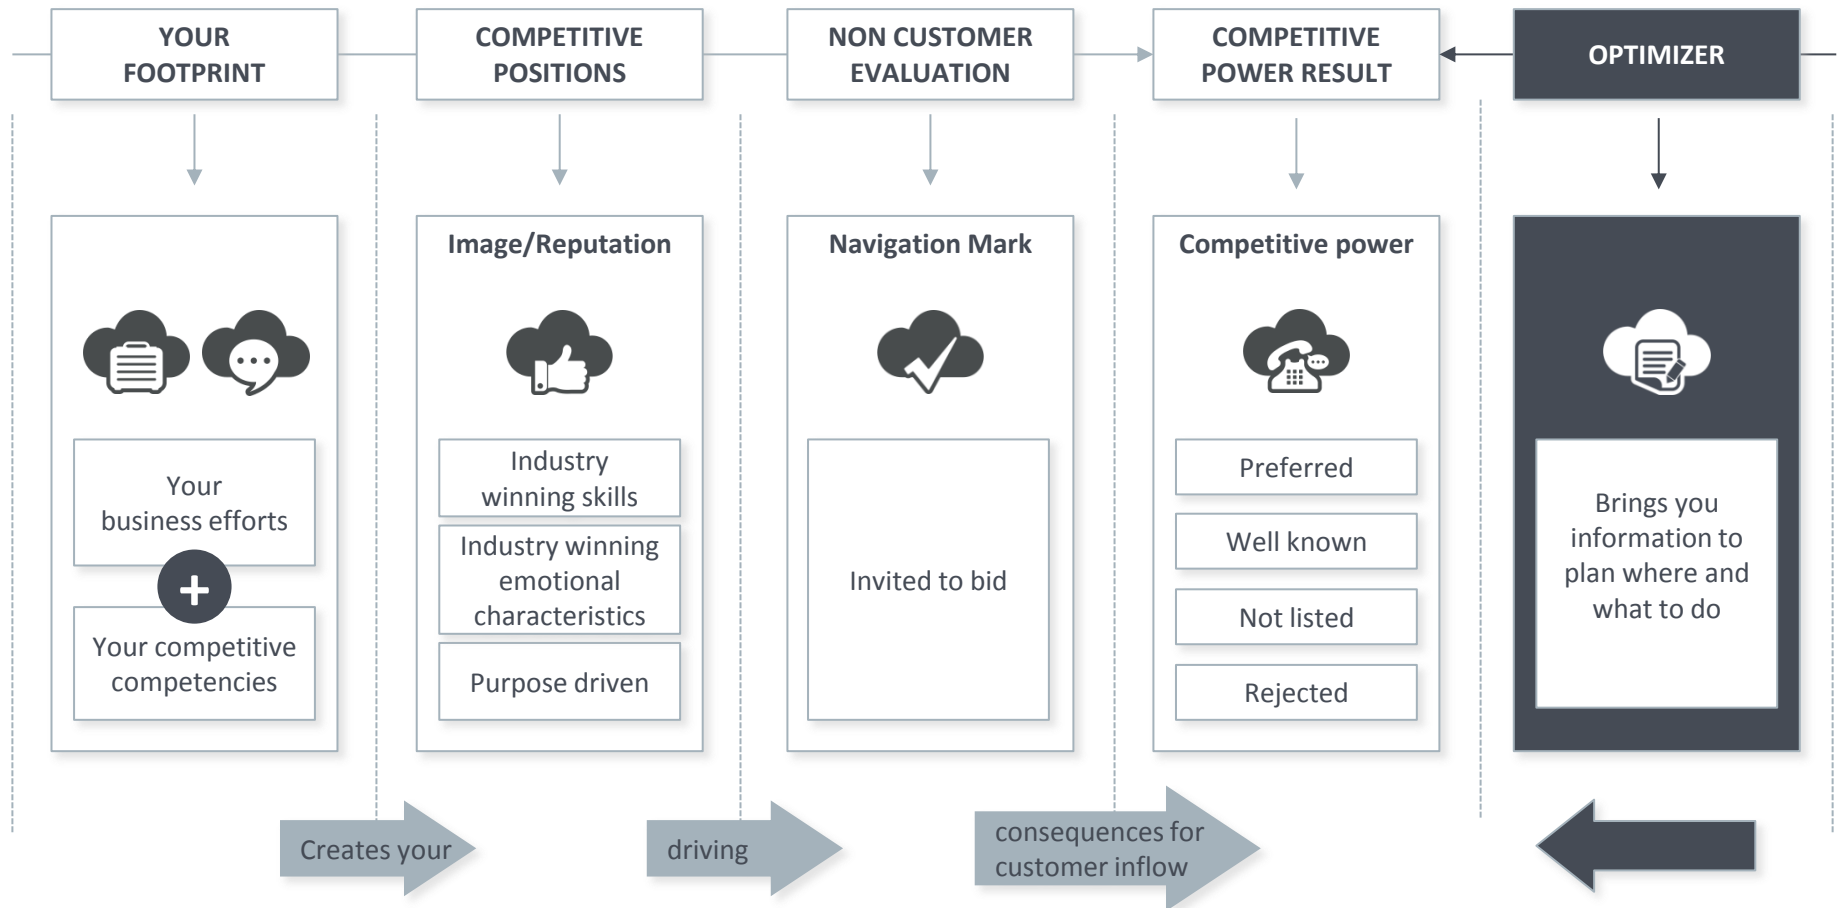 YOUR
FOOTPRINT
COMPETITIVE
POSITIONS
NON CUSTOMER
EVALUATION
COMPETITIVE
POWER RESULT
OPTIMIZER
Your
business efforts
+
Your competitive
competencies
Image/Reputation
Industry
winning skills
Industry winning
emotional
characteristics
Purpose driven
Navigation Mark
Invited to bid
Competitive power
Preferred
Well known
Not listed
Rejected
Brings you
information to
plan where and
what to do
Creates your
driving
consequences for
customer inflow